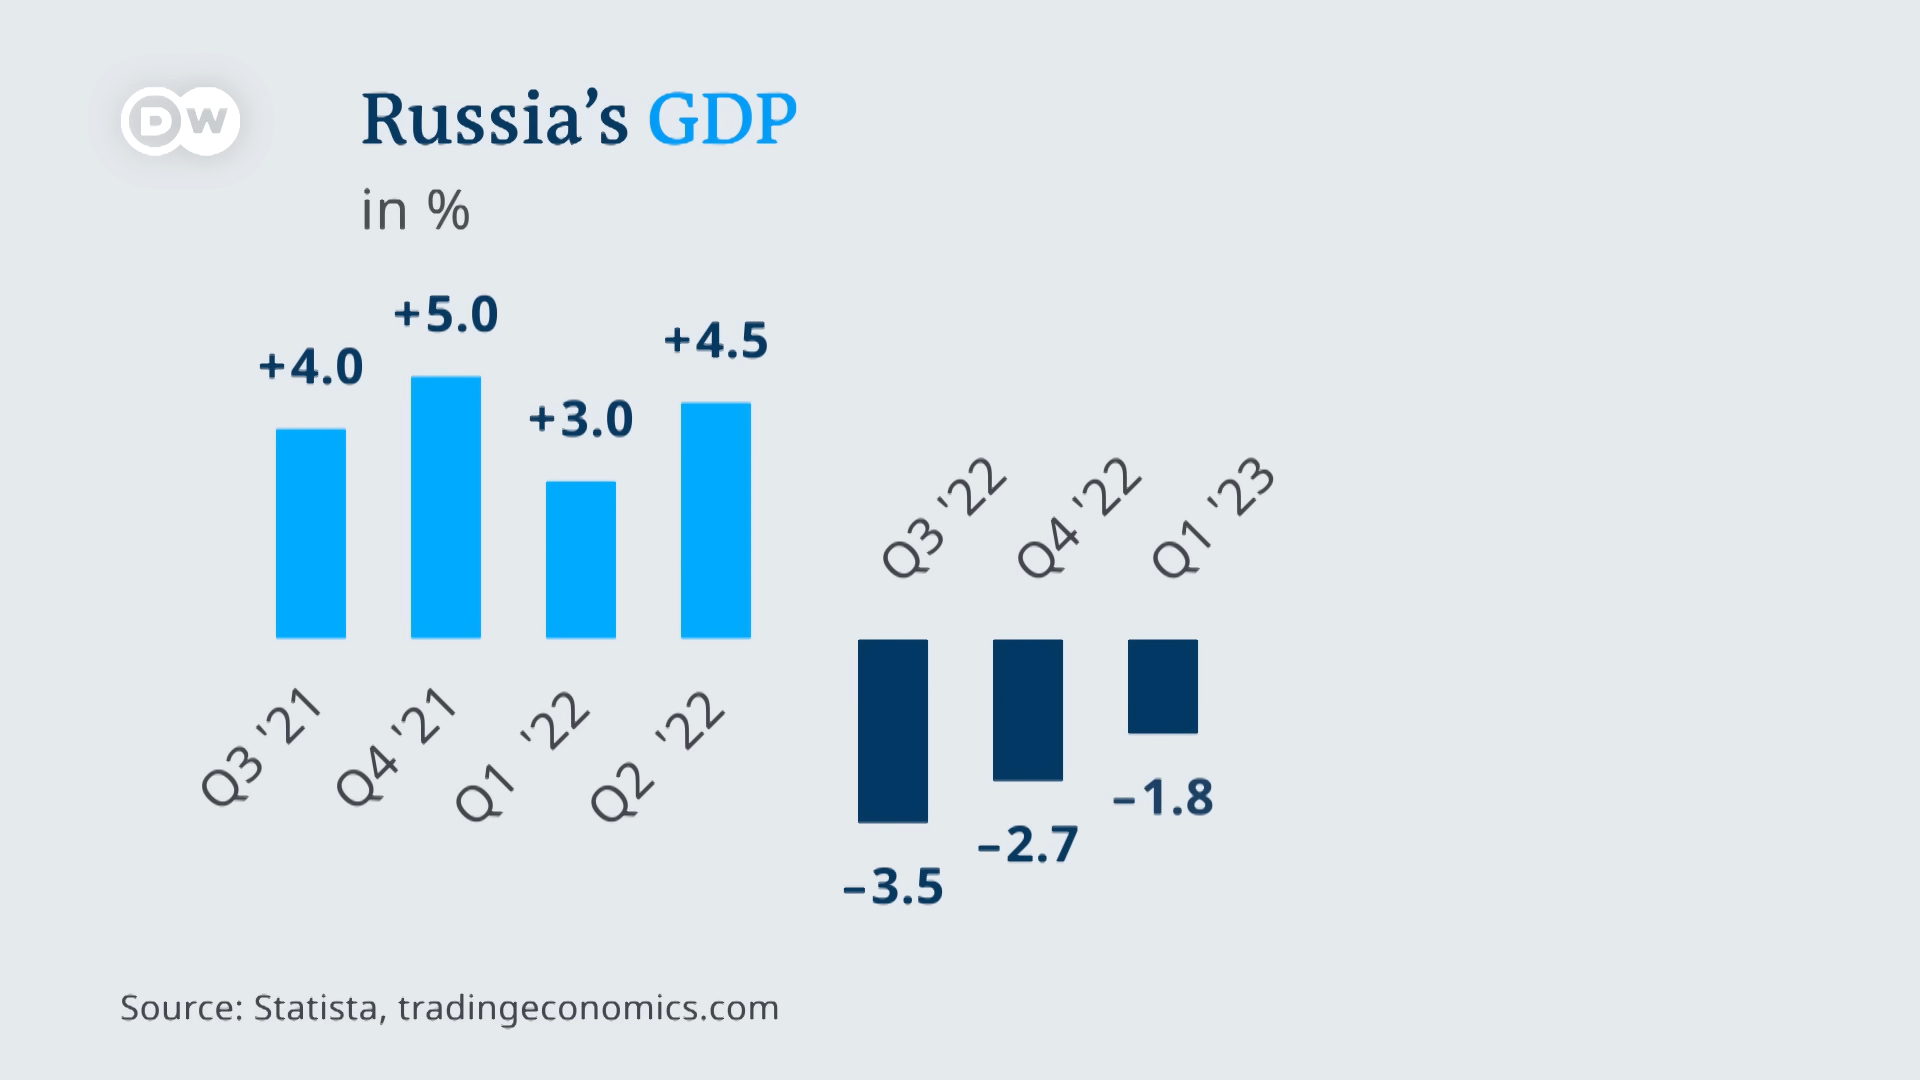 DW
Russia’s GDP
in %
+4.0
+5.0
+3.0
+4.5
Q3 '21
Q4 '21
Q1 '22
Q2 '22
Q3 '22
Q4 '22
Q1 '23
–3.5
–2.7
–1.8
Source: Statista, tradingeconomics.com